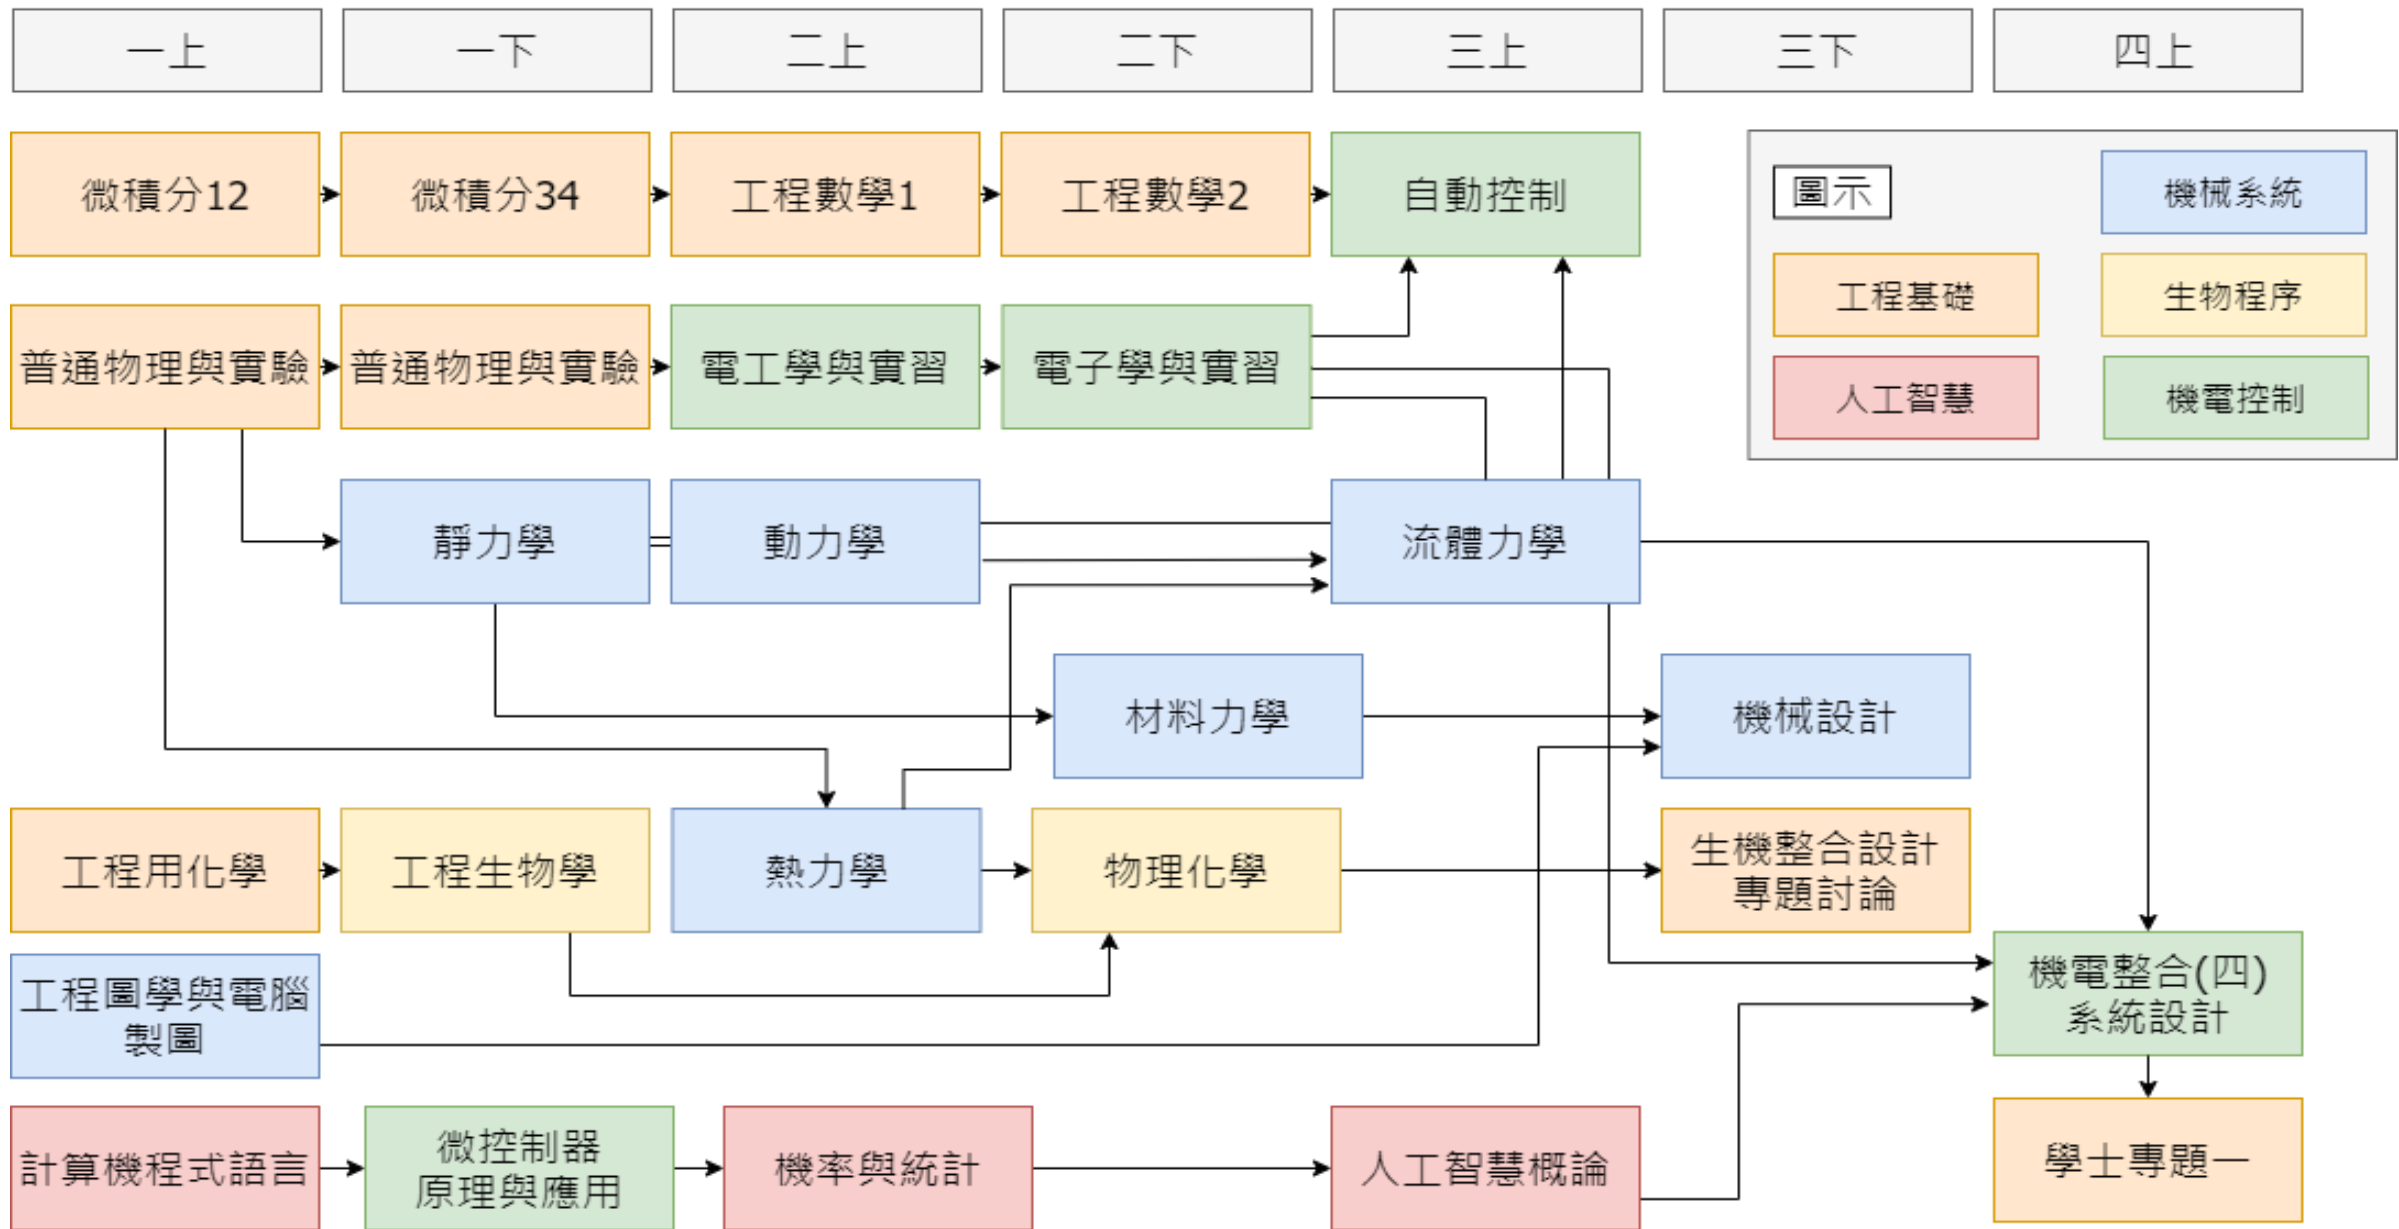 一上
一下
二上
二下
三上
三下
四上
微積分12
微積分34
工程數學1
工程數學2
自動控制
圖示
機械系統
工程基礎
生物程序
人工智慧
機電控制
普通物理與實驗
普通物理與實驗
電工學與實習
電子學與實習
靜力學
動力學
流體力學
材料力學
機械設計
工程用化學
工程生物學
熱力學
物理化學
生機整合設計
專題討論
工程圖學與電腦
製圖
機電整合(四)
系統設計
計算機程式語言
微控制器
原理與應用
機率與統計
人工智慧概論
學士專題一